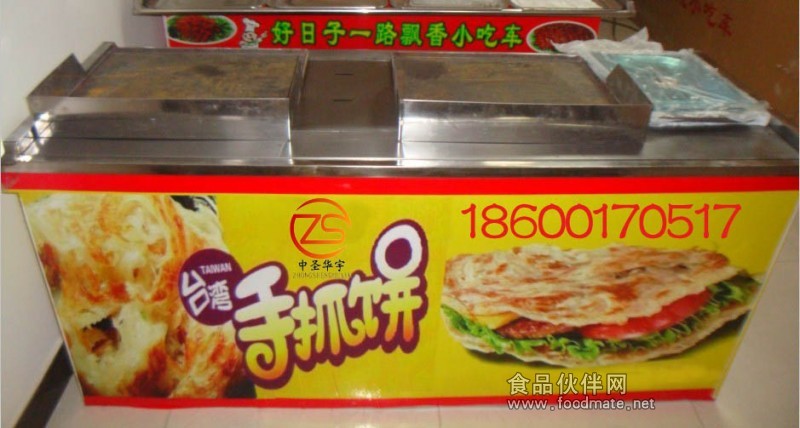 好日子一路飘香小吃车
ZS
中圣华宇
18600170517
TAIWAN
台湾
手抓饼
食品伙伴网
www.foodmate.net